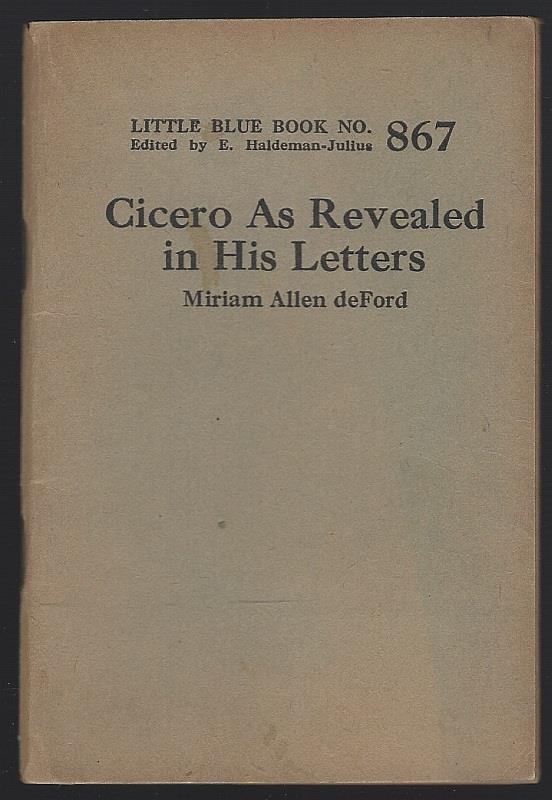 LITTLE BLUE BOOK NO. 867
Edited by E. Haldeman-Julius
Cicero As Revealed
in His Letters
Miriam Allen deFord